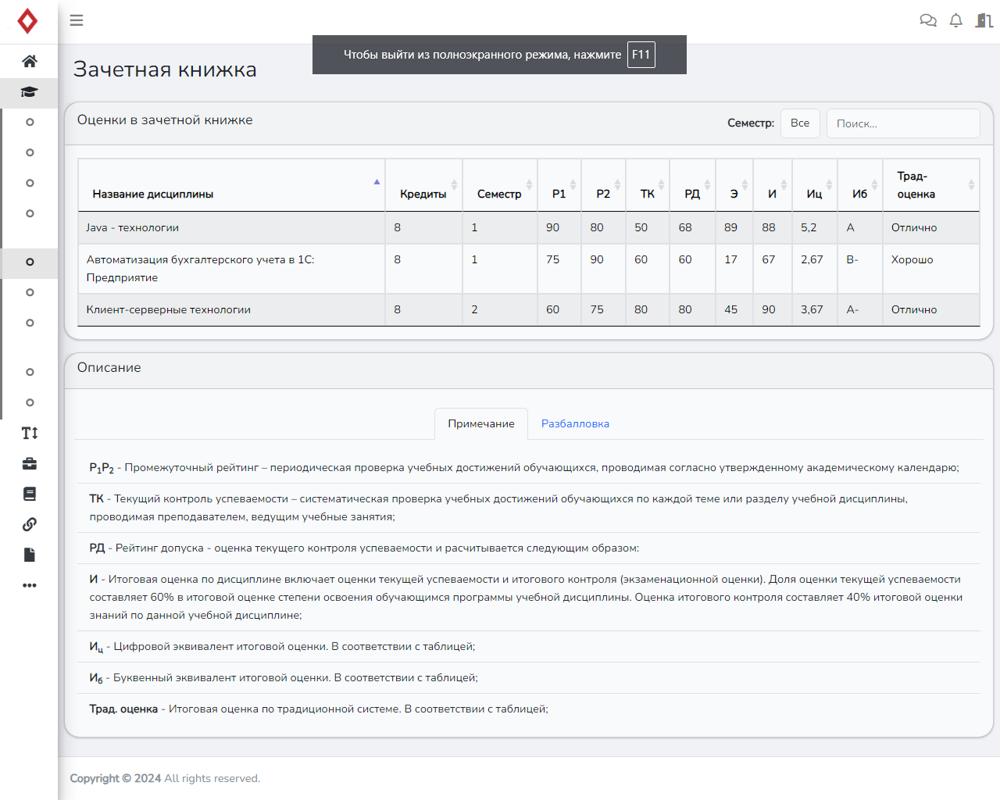 Чтобы выйти из полноэкранного режима, нажмите F11
Зачетная книжка
Оценки в зачетной книжке
Семестр: Все Поиск...
Название дисциплины Кредиты Семестр Р1 Р2 ТК РД Э И Иц Иб Трад-
оценка
Java - технологии 8 1 90 80 50 68 89 88 5,2 A Отлично
Автоматизация бухгалтерского учета в 1С: 8 1 75 90 60 60 17 67 2,67 B- Хорошо
Предприятие
Клиент-серверные технологии 8 2 60 75 80 80 45 90 3,67 A- Отлично
Описание
Примечание Разбалловка
Р1Р2 - Промежуточный рейтинг – периодическая проверка учебных достижений обучающихся, проводимая согласно утвержденному академическому календарю;
ТК - Текущий контроль успеваемости – систематическая проверка учебных достижений обучающихся по каждой теме или разделу учебной дисциплины,
проводимая преподавателем, ведущим учебные занятия;
РД - Рейтинг допуска - оценка текущего контроля успеваемости и расчитывается следующим образом:
И - Итоговая оценка по дисциплине включает оценки текущей успеваемости и итогового контроля (экзаменационной оценки). Доля оценки текущей успеваемости
составляет 60% в итоговой оценке степени освоения обучающимся программы учебной дисциплины. Оценка итогового контроля составляет 40% итоговой оценки
знаний по данной учебной дисциплине;
Иц - Цифровой эквивалент итоговой оценки. В соответствии с таблицей;
Иб - Буквенный эквивалент итоговой оценки. В соответствии с таблицей;
Трад. оценка - Итоговая оценка по традиционной системе. В соответствии с таблицей;
Copyright © 2024 All rights reserved.